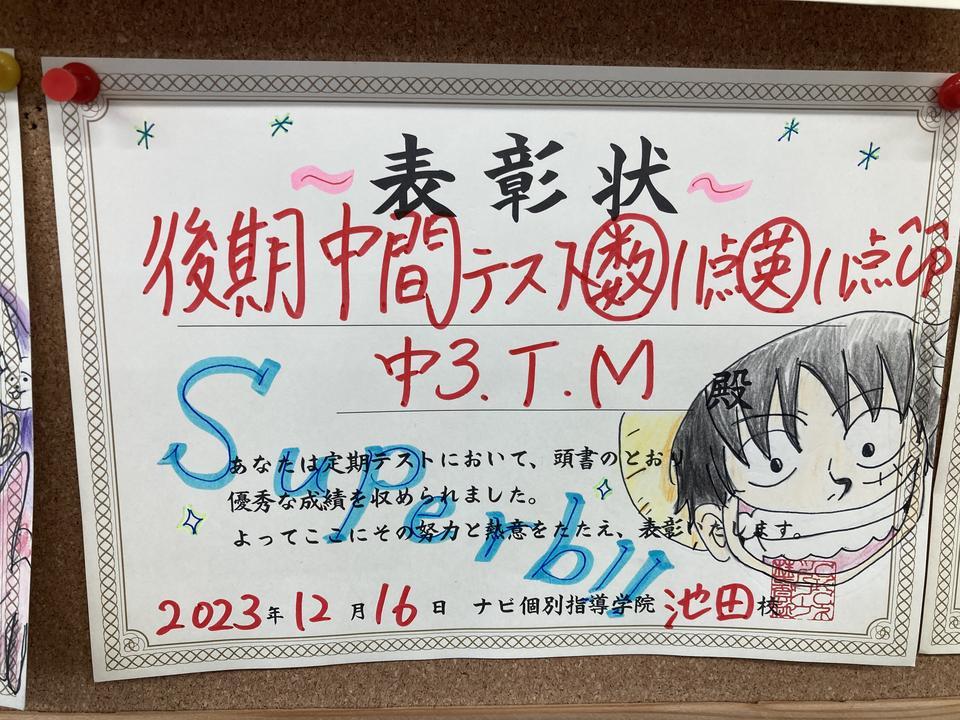 表彰状
後期中間テスト数11点英11点UP
中3.T.M 殿
Superb!!
あなたは定期テストにおいて、頭書のとおり
優秀な成績を収められました。
よってここにその努力と熱意をたたえ、表彰いたします。
2023年12月16日 ナビ個別指導学院 池田校